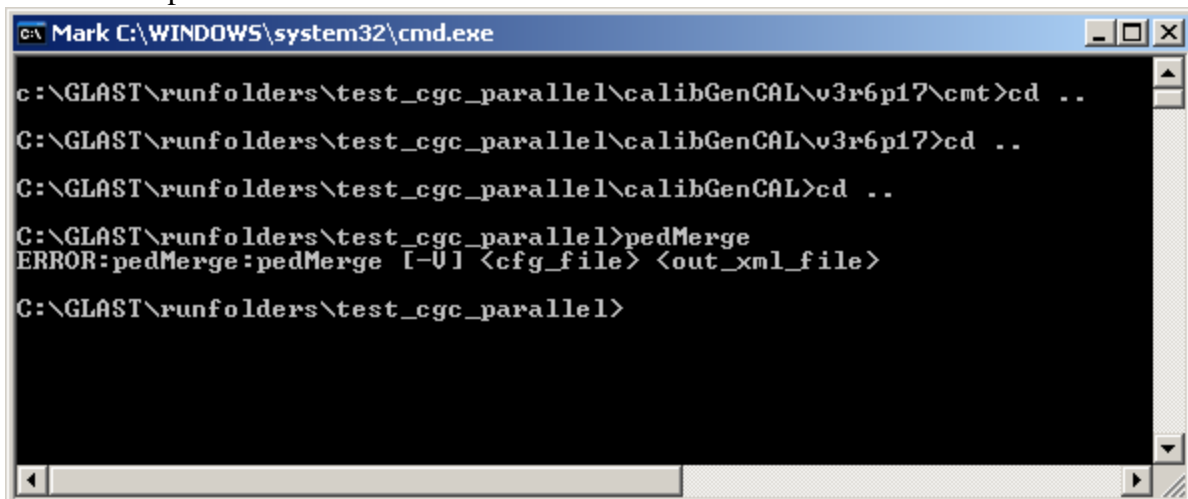 Mark C:\WINDOWS\system32\cmd.exe
c:\GLAST\runfolders\test_cgc_parallel\calibGenCAL\v3r6p17\cmt>cd ..
C:\GLAST\runfolders\test_cgc_parallel\calibGenCAL\v3r6p17>cd ..
C:\GLAST\runfolders\test_cgc_parallel\calibGenCAL>cd ..
C:\GLAST\runfolders\test_cgc_parallel>pedMerge
ERROR:pedMerge:pedMerge [-V] <cfg_file> <out_xml_file>
C:\GLAST\runfolders\test_cgc_parallel>